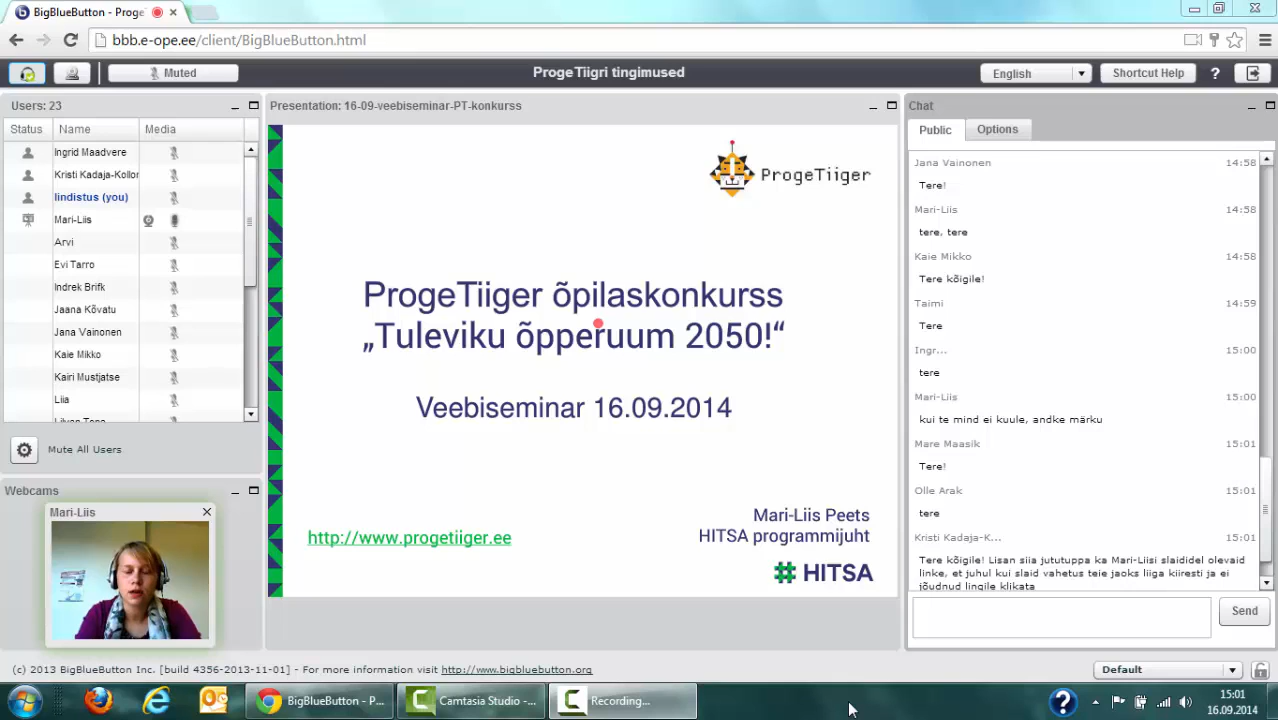 BigBlueButton - Proge
bbb.e-ope.ee/client/BigBlueButton.html
Muted
ProgeTiigri tingimused
English
Shortcut Help
?
Users: 23
Status Name Media
Ingrid Maadvere
Kristi Kadaja-Kollor
lindistus (you)
Mari-Liis
Arvi
Evi Tarro
Indrek Brifk
Jaana Kõvatu
Jana Vainonen
Kaie Mikko
Kairi Mustjatse
Liia
Mute All Users
Webcams
Mari-Liis
Presentation: 16-09-veebiseminar-PT-konkurss
ProgeTiiger
ProgeTiiger õpilaskonkurss
„Tuleviku õpperuum 2050!“
Veebiseminar 16.09.2014
http://www.progetiiger.ee
Mari-Liis Peets
HITSA programmijuht
HITSA
Chat
Public Options
Jana Vainonen 14:58
Tere!
Mari-Liis 14:58
tere, tere
Kaie Mikko 14:58
Tere kõigile!
Taimi 14:59
Tere
Ingr... 15:00
tere
Mari-Liis 15:00
kui te mind ei kuule, andke märku
Mare Maasik 15:01
Tere!
Olle Arak 15:01
tere
Kristi Kadaja-K... 15:01
Tere kõigile! Lisan siia jututuppa ka Mari-Liisi slaididel olevaid
linke, et juhul kui slaid vahetus teie jaoks liiga kiiresti ja ei
jõudnud lingile klikata
Send
(c) 2013 BigBlueButton Inc. [build 4356-2013-11-01] - For more information visit http://www.bigbluebutton.org
Default
BigBlueButton - P...
Camtasia Studio -...
Recording...
15:01
16.09.2014